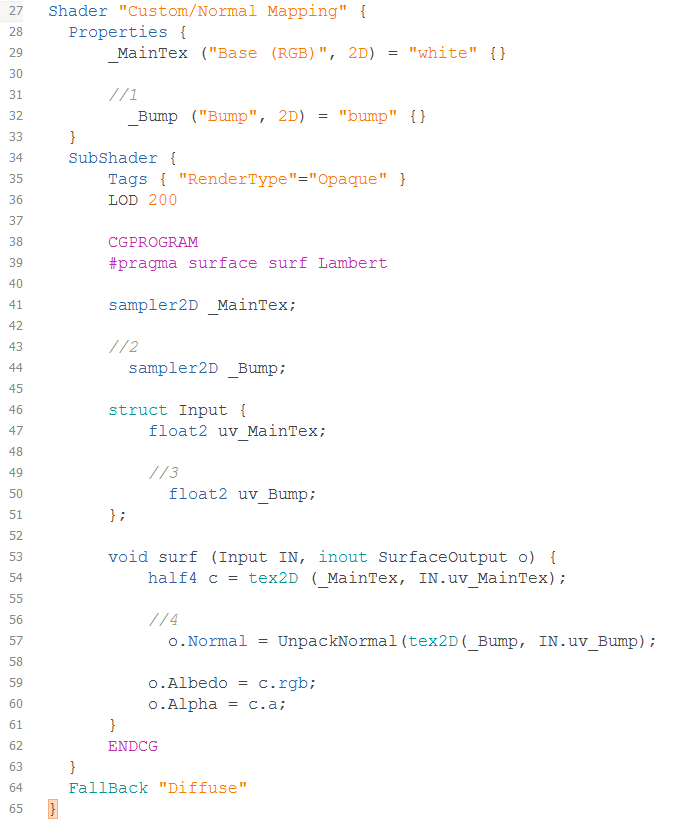 27 Shader "Custom/Normal Mapping" {
28 Properties {
29 _MainTex ("Base (RGB)", 2D) = "white" {}
30
31 //1
32 _Bump ("Bump", 2D) = "bump" {}
33 }
34 SubShader {
35 Tags { "RenderType"="Opaque" }
36 LOD 200
37
38 CGPROGRAM
39 #pragma surface surf Lambert
40
41 sampler2D _MainTex;
42
43 //2
44 sampler2D _Bump;
45
46 struct Input {
47 float2 uv_MainTex;
48
49 //3
50 float2 uv_Bump;
51 };
52
53 void surf (Input IN, inout SurfaceOutput o) {
54 half4 c = tex2D (_MainTex, IN.uv_MainTex);
55
56 //4
57 o.Normal = UnpackNormal(tex2D(_Bump, IN.uv_Bump);
58
59 o.Albedo = c.rgb;
60 o.Alpha = c.a;
61 }
62 ENDCG
63 }
64 FallBack "Diffuse"
65 }